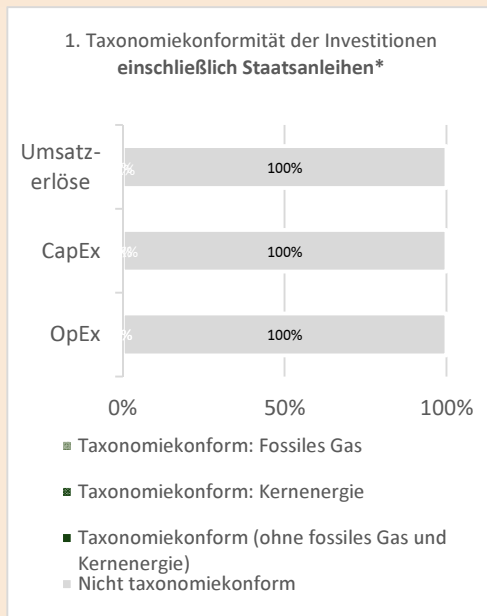 1. Taxonomiekonformität der Investitionen
einschließlich Staatsanleihen*
Umsatz-
erlöse
100%
CapEx
100%
OpEx
100%
0%
50%
100%
Taxonomiekonform: Fossiles Gas
Taxonomiekonform: Kernenergie
Taxonomiekonform (ohne fossiles Gas und
Kernenergie)
Nicht taxonomiekonform